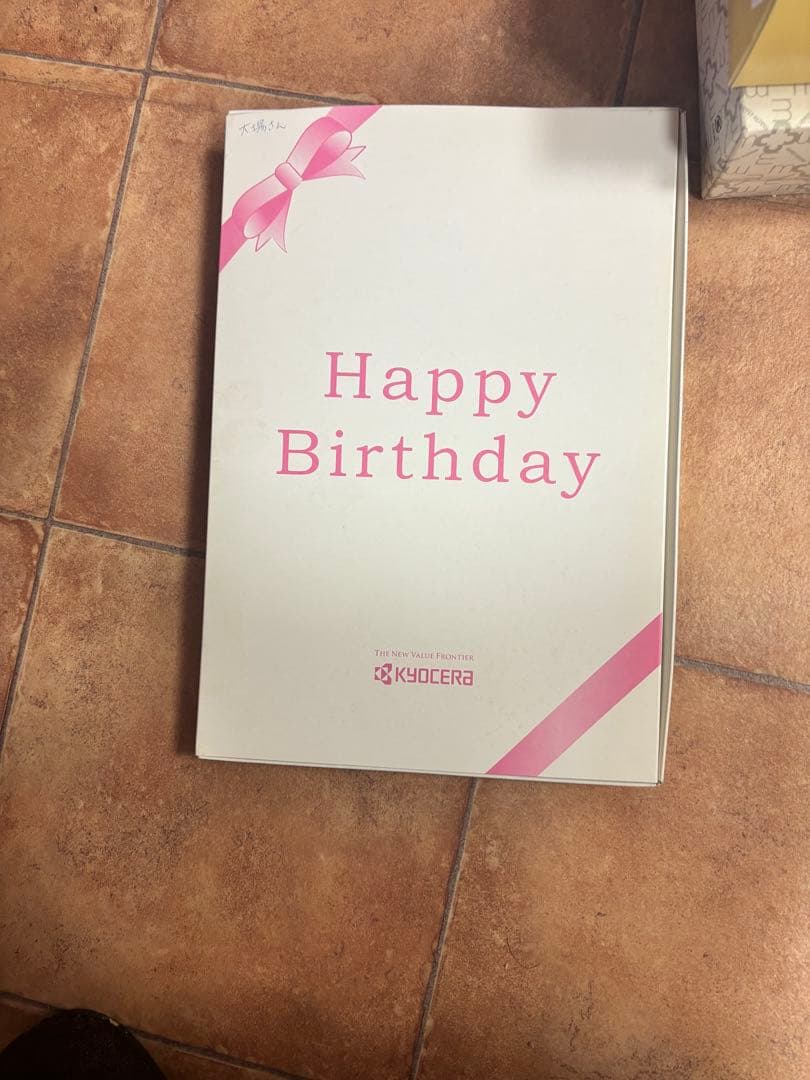 大場さん
Happy
Birthday
THE NEW VALUE FRONTIER
KYOCERA